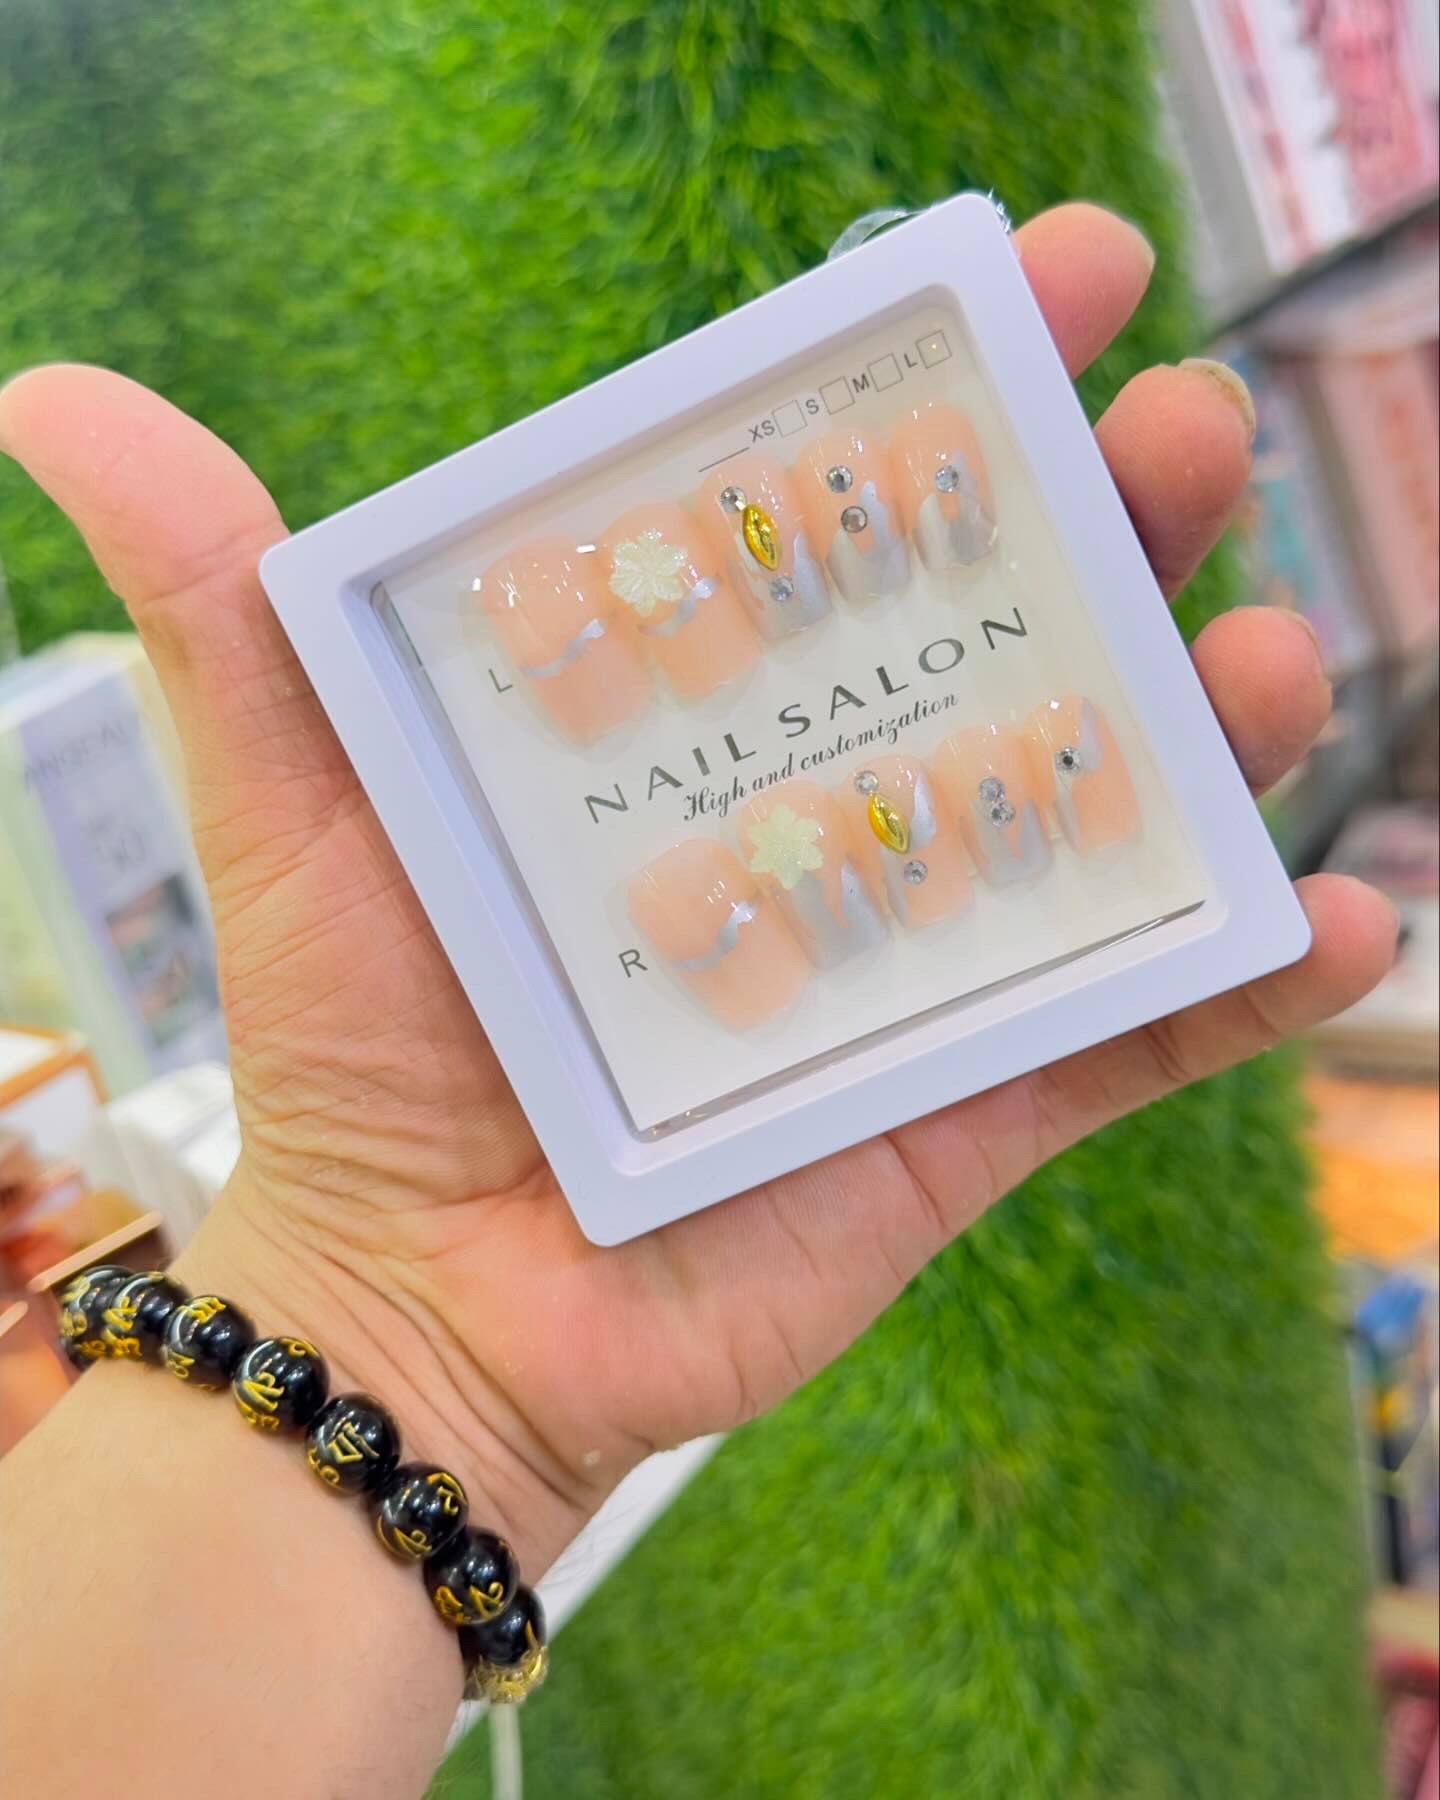 XS S M L
L
NAIL SALON
High and customization
R